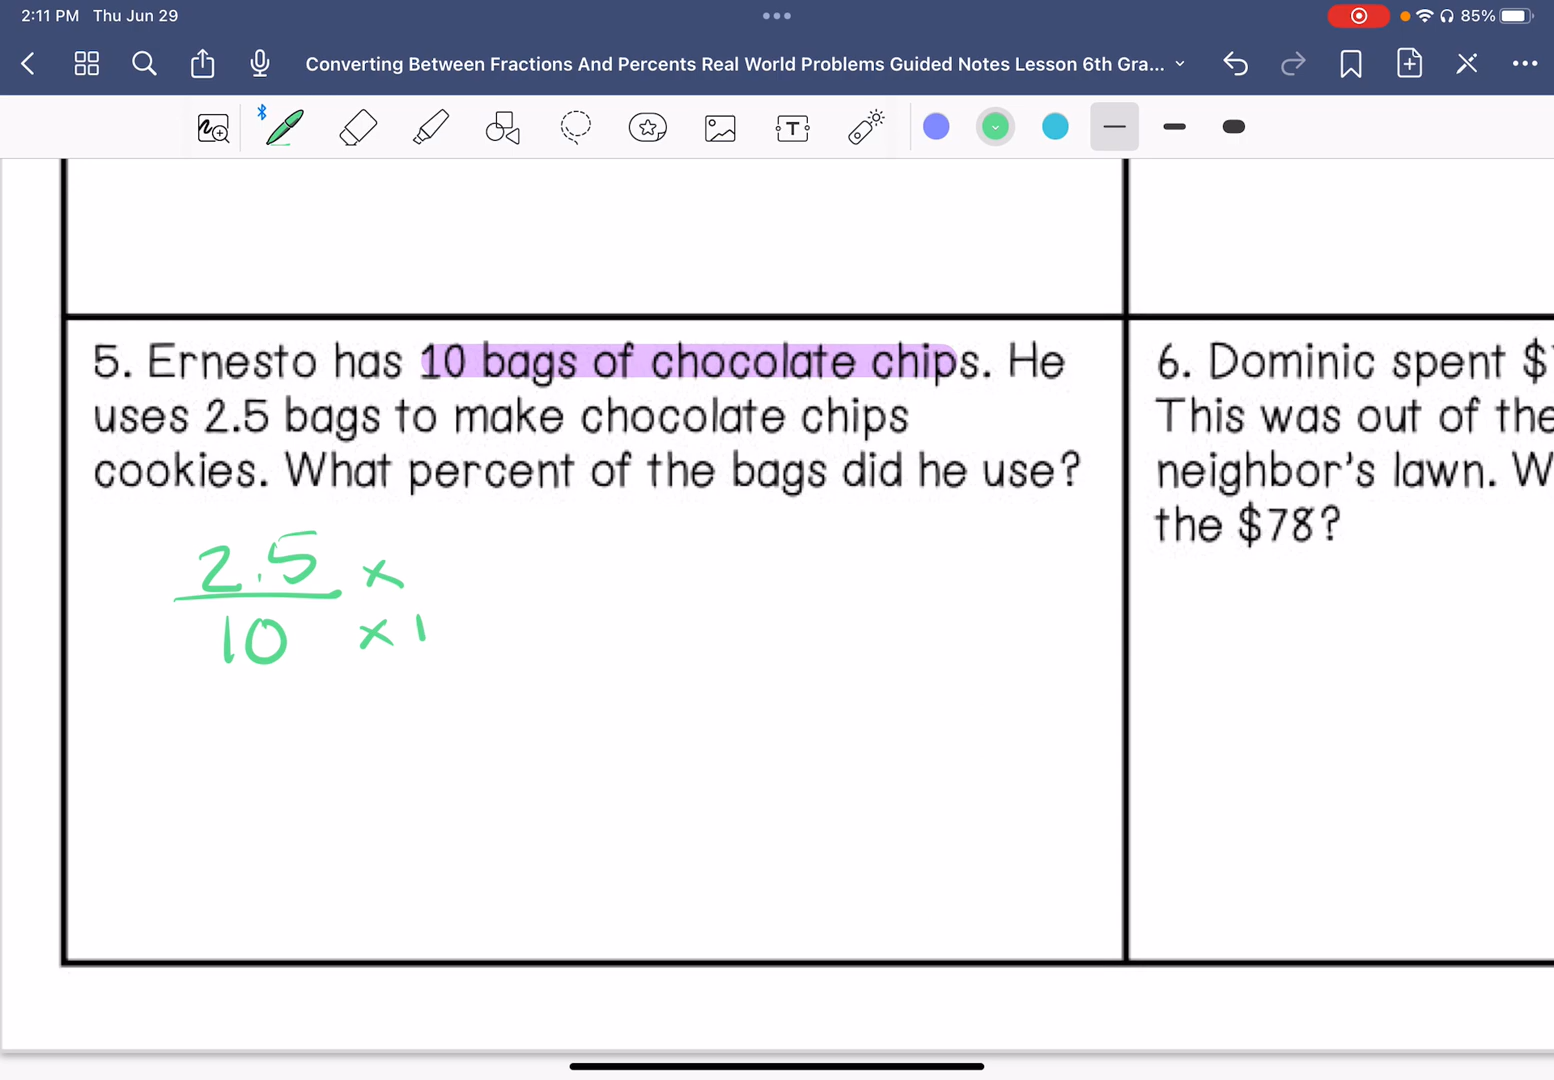 2:11 PM Thu Jun 29
85%
Converting Between Fractions And Percents Real World Problems Guided Notes Lesson 6th Gra...
T
5. Ernesto has 10 bags of chocolate chips. He
uses 2.5 bags to make chocolate chips
cookies. What percent of the bags did he use?
2.5 ×
10 × 1
6. Dominic spent $
This was out of the
neighbor's lawn. W
the $78?